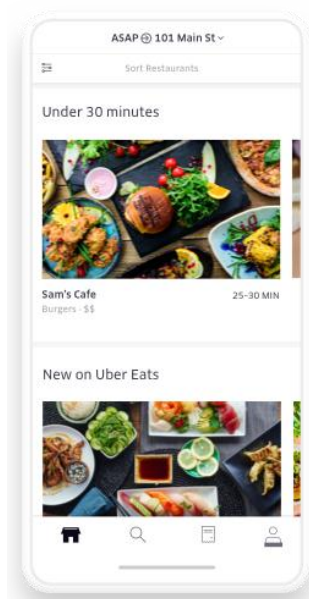 ASAP → 101 Main St
Sort Restaurants
Under 30 minutes
Sam's Cafe 25-30 MIN
Burgers - $$
New on Uber Eats